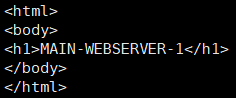 <html>
<body>
<h1>MAIN-WEBSERVER-1</h1>
</body>
</html>